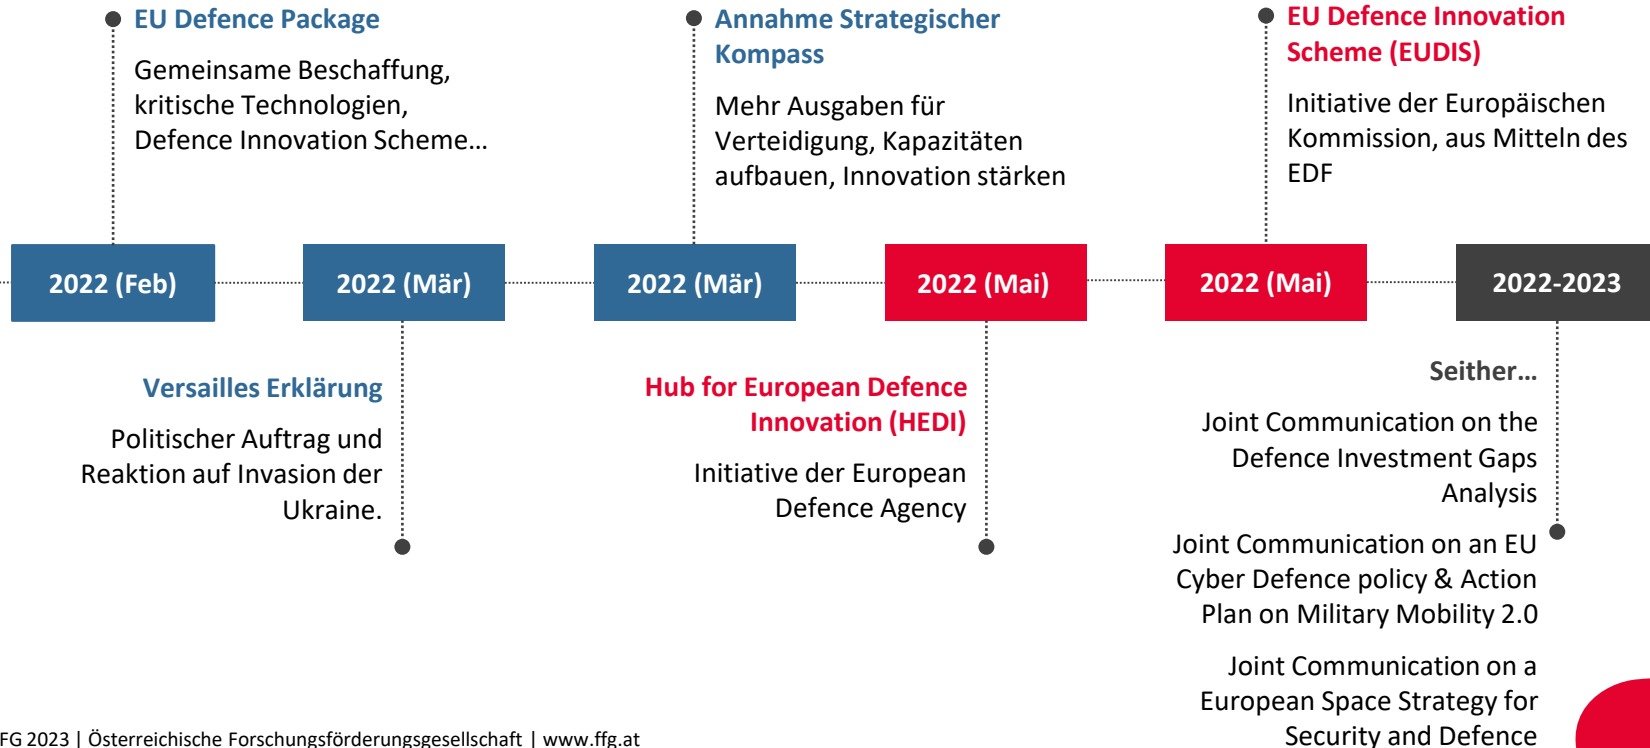 EU Defence Package
Gemeinsame Beschaffung,
kritische Technologien,
Defence Innovation Scheme…
Annahme Strategischer
Kompass
Mehr Ausgaben für
Verteidigung, Kapazitäten
aufbauen, Innovation stärken
EU Defence Innovation
Scheme (EUDIS)
Initiative der Europäischen
Kommission, aus Mitteln des
EDF
2022 (Feb)
2022 (Mär)
2022 (Mär)
2022 (Mai)
2022 (Mai)
2022-2023
Versailles Erklärung
Politischer Auftrag und
Reaktion auf Invasion der
Ukraine.
Hub for European Defence
Innovation (HEDI)
Initiative der European
Defence Agency
Seither…
Joint Communication on the
Defence Investment Gaps
Analysis
Joint Communication on an EU
Cyber Defence policy & Action
Plan on Military Mobility 2.0
Joint Communication on a
European Space Strategy for
Security and Defence
FG 2023 | Österreichische Forschungsförderungsgesellschaft | www.ffg.at